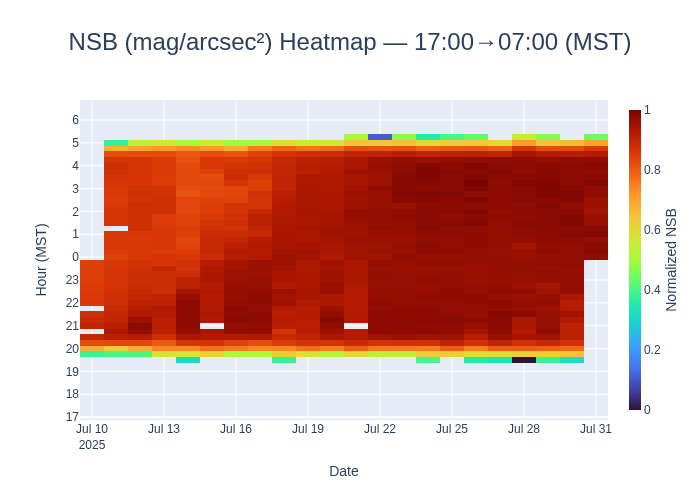 NSB (mag/arcsec²) Heatmap — 17:00→07:00 (MST)
6
5
4
3
2
1
0
23
22
21
20
19
18
17
Hour (MST)
Jul 10
2025
Jul 13
Jul 16
Jul 19
Jul 22
Jul 25
Jul 28
Jul 31
Date
1
0.8
0.6
0.4
0.2
0
Normalized NSB